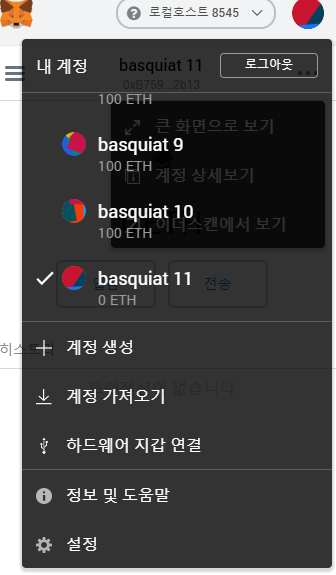 로컬호스트 8545
내 계정
basquiat 11
로그아웃
0xB759...2b13
100 ETH
큰 화면으로 보기
basquiat 9
100 ETH
계정 상세보기
basquiat 10
100 ETH
이더스캔에서 보기
basquiat 11
0 ETH
전송
히스토
계정 생성
없습니다
계정 가져오기
하드웨어 지갑 연결
정보 및 도움말
설정